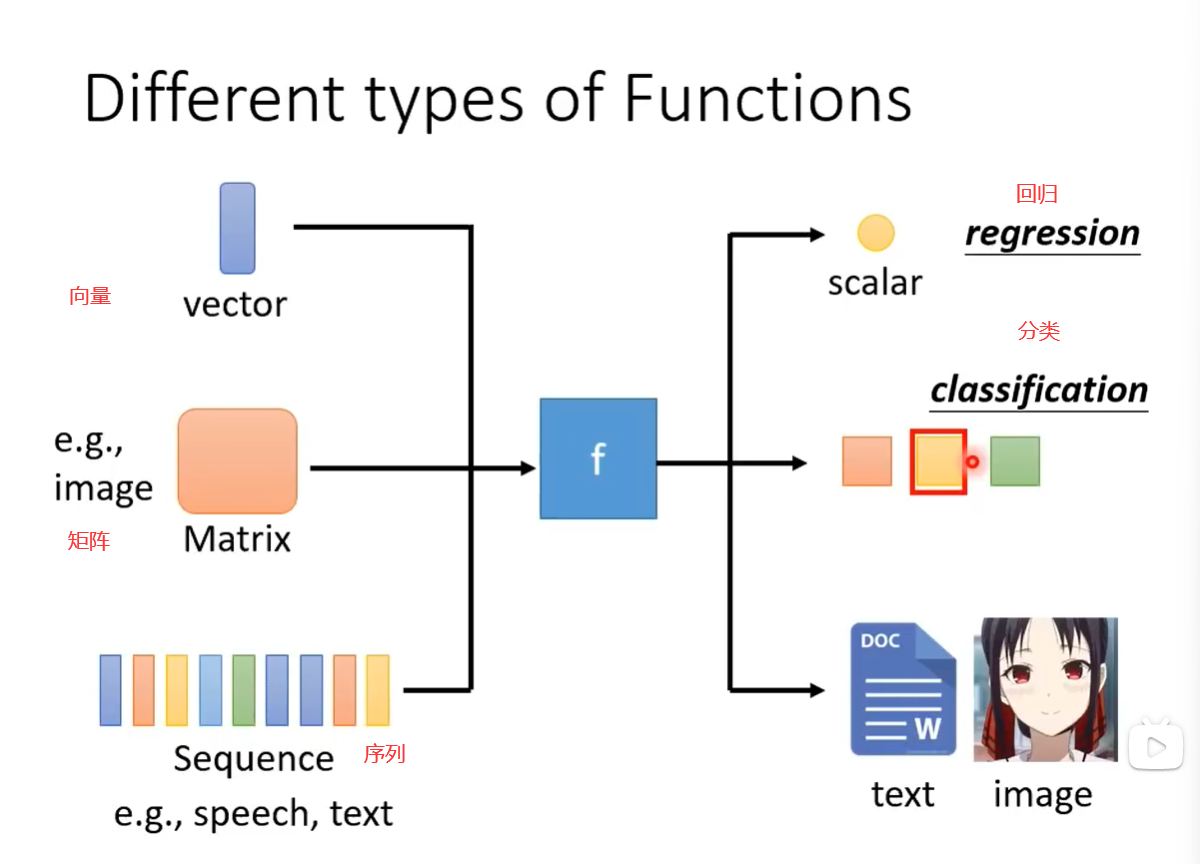 Different types of Functions
向量
vector
e.g.,
image
矩阵
Matrix
Sequence
序列
e.g., speech, text
f
scalar
回归
regression
分类
classification
DOC
W
text
image